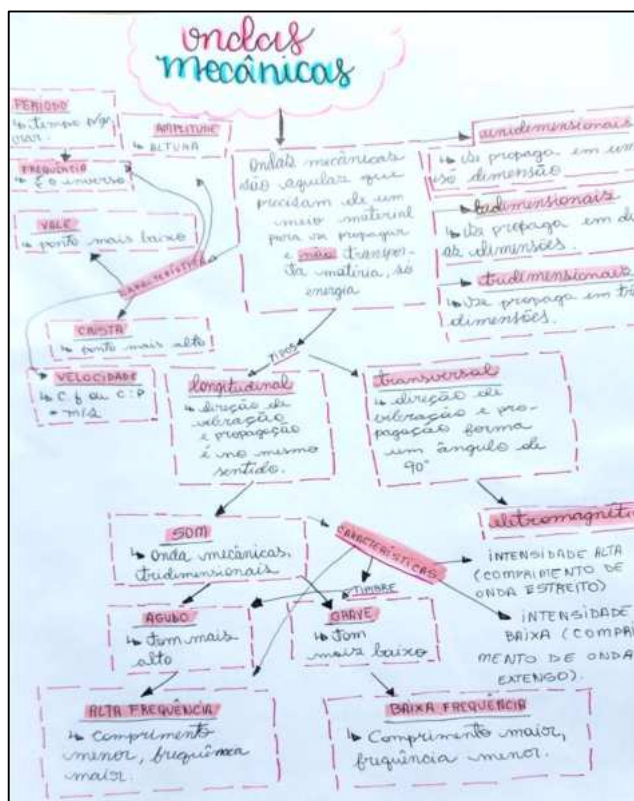 ondas
mecânicas
PERÍODO
↳ tempo p/ge
rar.
AMPLITUDE
↳ ALTURA
FREQUÊNCIA
↳ É o inverso
VALE
↳ ponto mais baixo
CARACTERÍSTICAS
CRISTA
↳ ponto mais alto
VELOCIDADE
↳ C. f ou C : P
= m/s
Ondas mecânicas
são aquelas que
precisam de um
meio material
para se propagar
e não transpor-
ta matéria, só
energia
unidimensionais
↳ se propaga em um
só dimensão
bidimensionais
↳ se propaga em du
as dimensões.
tridimensionais
↳ se propaga em trê
dimensões.
TIPOS
longitudinal
↳ direção de
vibração
e propagação
é no mesmo
sentido.
transversal
↳ direção de
vibração e pro-
pagação forma
um ângulo de
90°
SOM
↳ onda mecânicas,
tridimensionais
CARACTERÍSTICAS
eletromagnétic
INTENSIDADE ALTA
(COMPRIMENTO DE
ONDA ESTREITO)
INTENSIDADE
BAIXA (COMPRI
MENTO DE ONDA
EXTENSO).
TIMBRE
AGUDO
↳ tom mais
alto
GRAVE
↳ tom
mais baixo
ALTA FREQUÊNCIA
↳ Comprimento
menor, frequência
maior.
BAIXA FREQUÊNCIA
↳ Comprimento maior,
frequência menor.